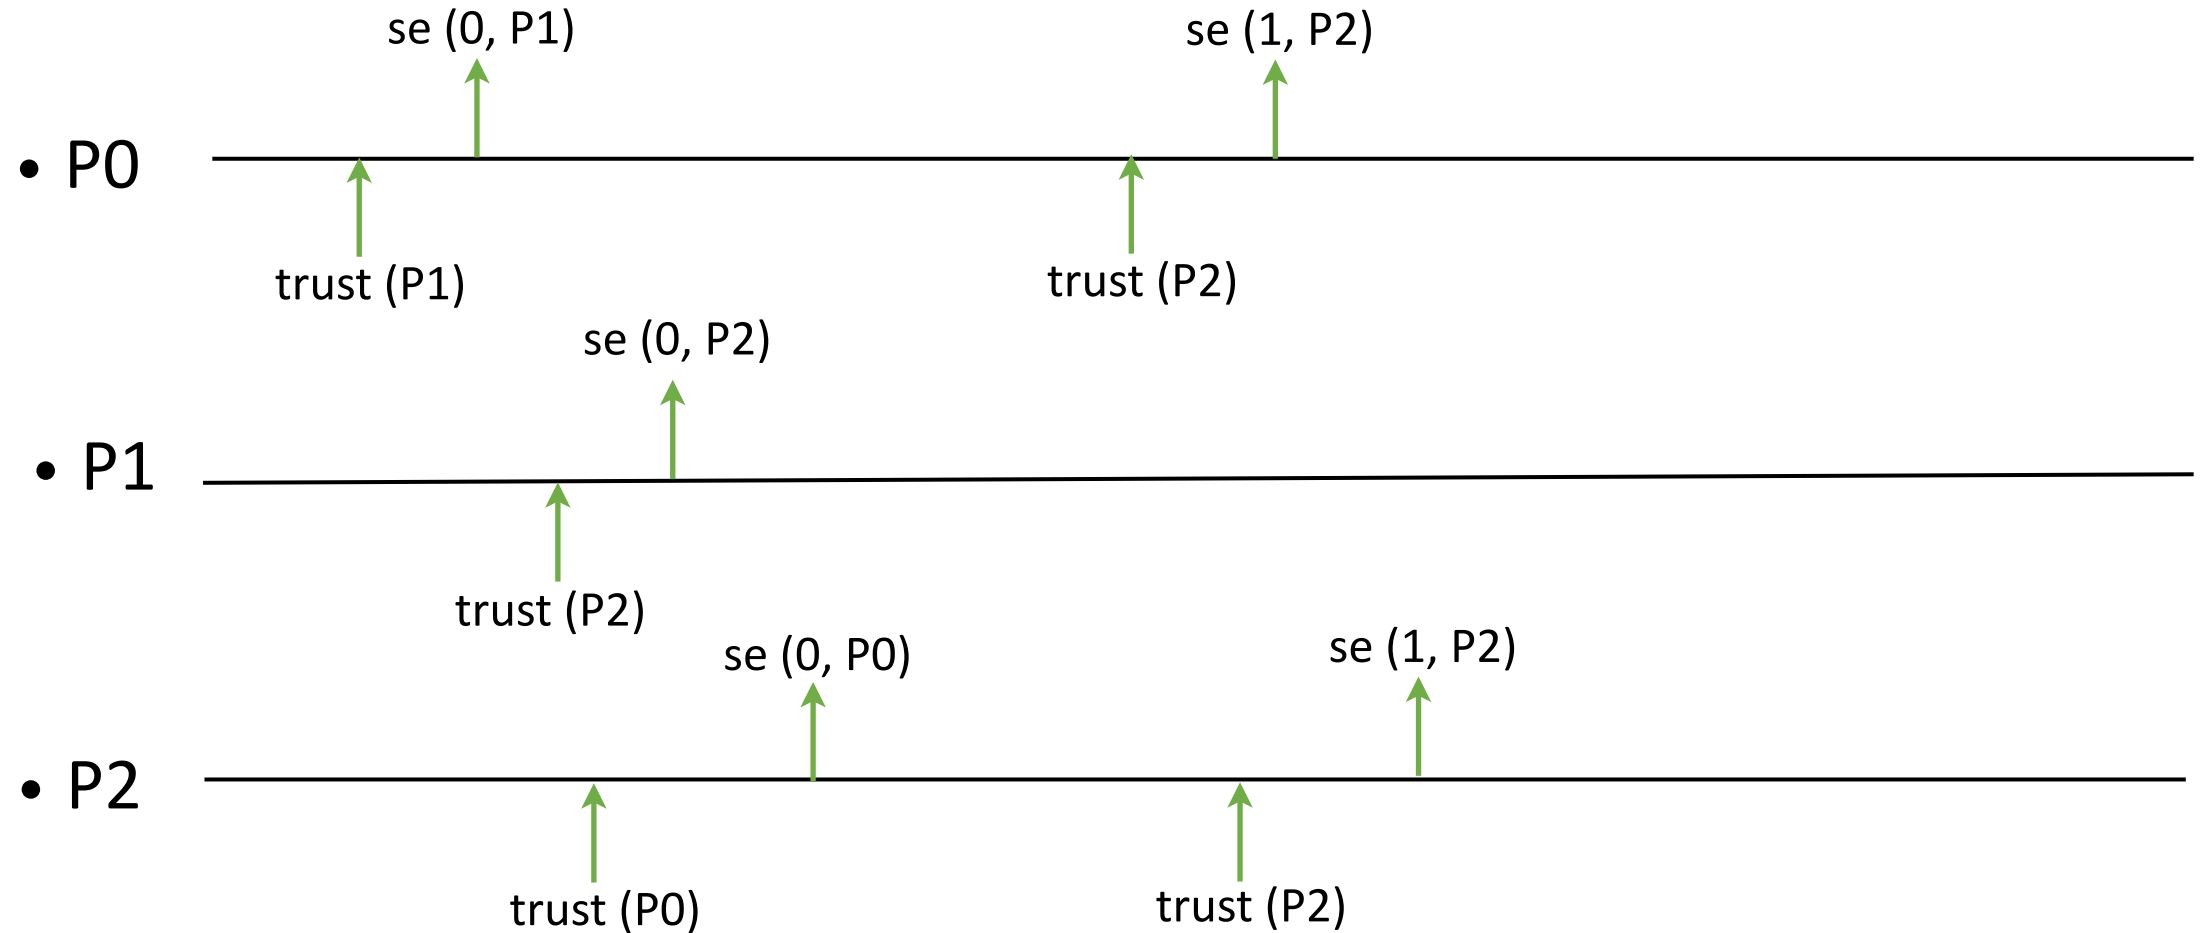 se (0, P1)
se (1, P2)
• P0
trust (P1)
trust (P2)
se (0, P2)
• P1
trust (P2)
se (0, P0)
se (1, P2)
• P2
trust (P0)
trust (P2)